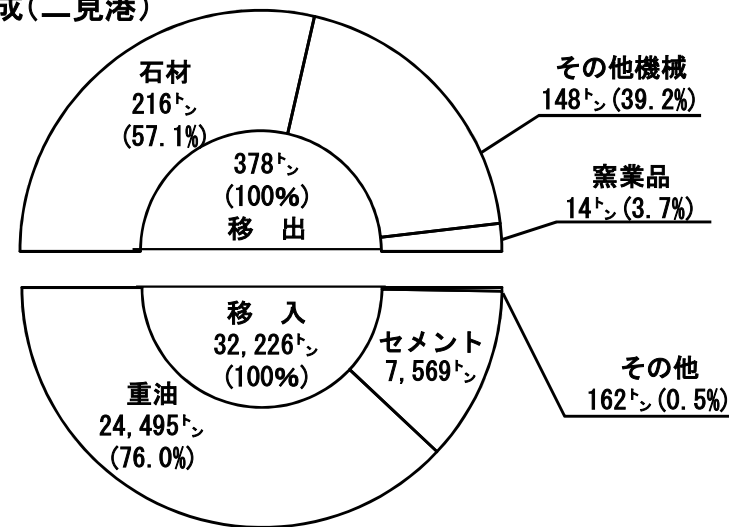 成(二見港)
石材
216トン
(57.1%)
その他機械
148トン(39.2%)
378トン
(100%)
移 出
窯業品
14トン(3.7%)
移 入
32,226トン
(100%)
セメント
7,569トン
その他
162トン(0.5%)
重油
24,495トン
(76.0%)